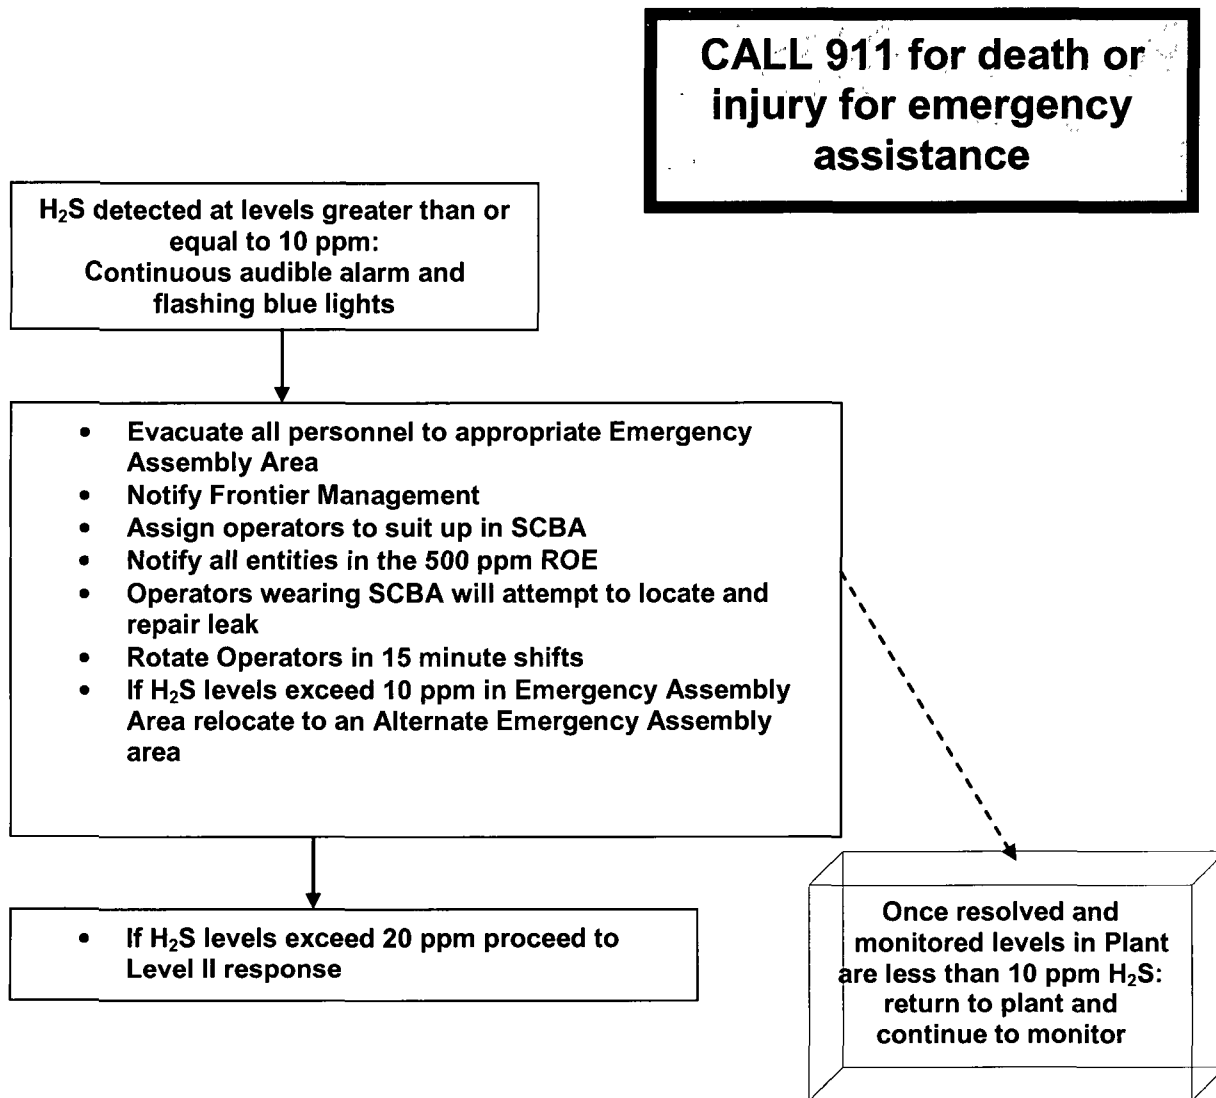 CALL 911 for death or
injury for emergency
assistance
H₂S detected at levels greater than or
equal to 10 ppm:
Continuous audible alarm and
flashing blue lights
• Evacuate all personnel to appropriate Emergency
Assembly Area
• Notify Frontier Management
• Assign operators to suit up in SCBA
• Notify all entities in the 500 ppm ROE
• Operators wearing SCBA will attempt to locate and
repair leak
• Rotate Operators in 15 minute shifts
• If H₂S levels exceed 10 ppm in Emergency Assembly
Area relocate to an Alternate Emergency Assembly
area
• If H₂S levels exceed 20 ppm proceed to
Level II response
Once resolved and
monitored levels in Plant
are less than 10 ppm H₂S:
return to plant and
continue to monitor